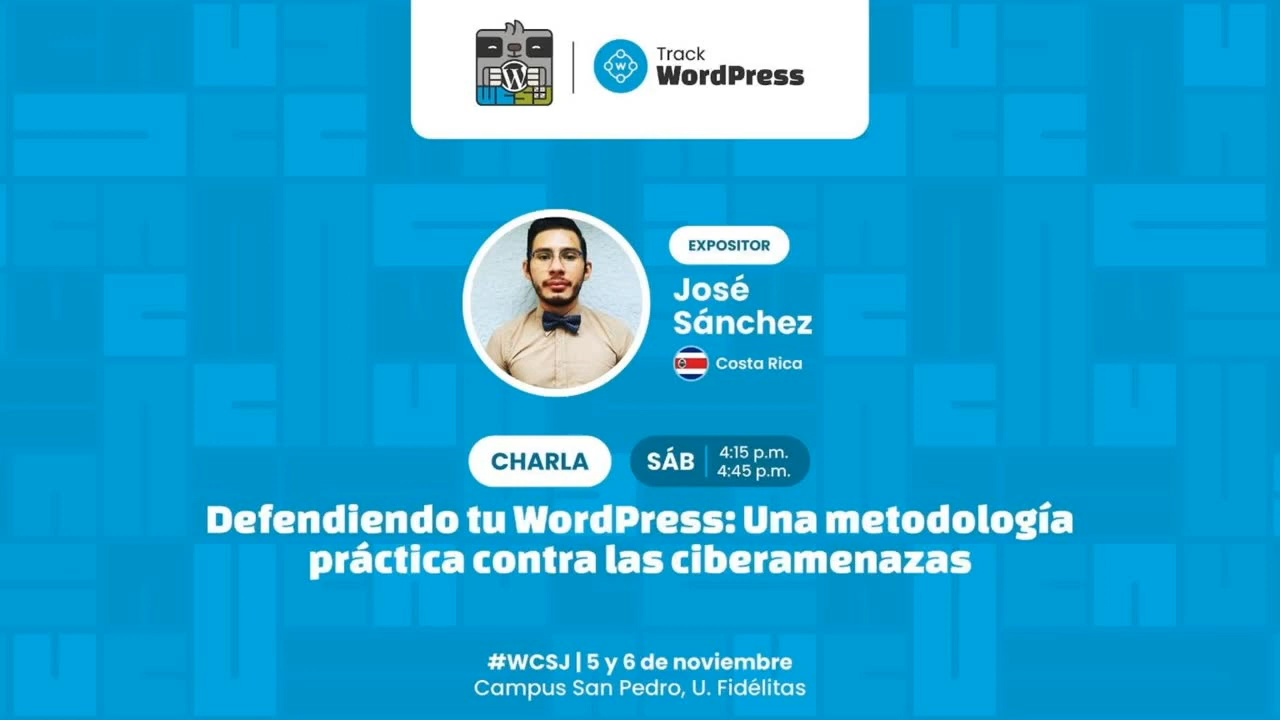 WCSJ
Track
WordPress
EXPOSITOR
José
Sánchez
Costa Rica
CHARLA
SÁB
4:15 p.m.
4:45 p.m.
Defendiendo tu WordPress: Una metodología
práctica contra las ciberamenazas
#WCSJ | 5 y 6 de noviembre
Campus San Pedro, U. Fidélitas